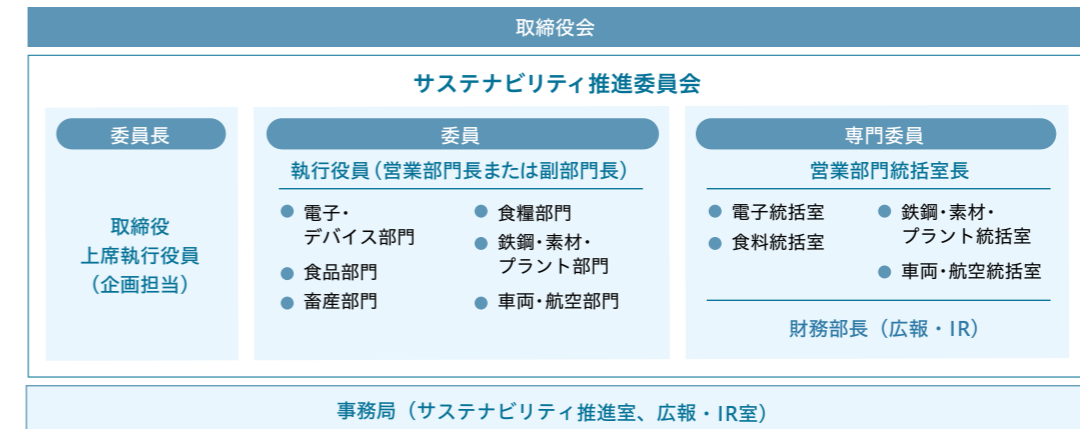 取締役会
サステナビリティ推進委員会
委員長
取締役
上席執行役員
（企画担当）
委員
執行役員（営業部門長または副部門長）
● 電子・
デバイス部門
● 食品部門
● 畜産部門
● 食糧部門
● 鉄鋼・素材・
プラント部門
● 車両・航空部門
専門委員
営業部門統括室長
● 電子統括室
● 食料統括室
● 鉄鋼・素材・
プラント統括室
● 車両・航空統括室
財務部長（広報・IR）
事務局（サステナビリティ推進室、広報・IR室）